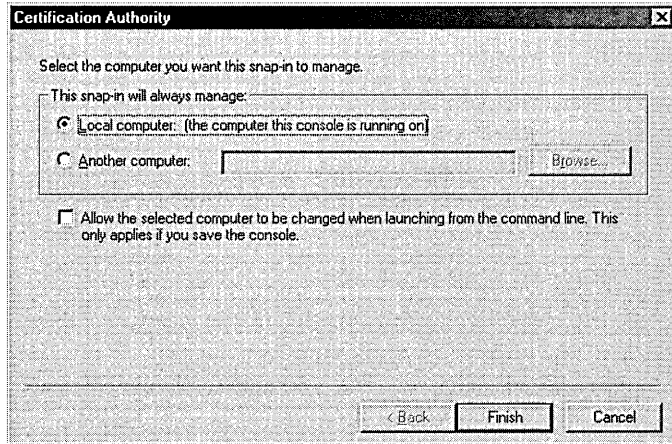 Certification Authority
Select the computer you want this snap-in to manage.
This snap-in will always manage:
Local computer: (the computer this console is running on)
Another computer:
Browse...
Allow the selected computer to be changed when launching from the command line. This
only applies if you save the console.
< Back
Finish
Cancel